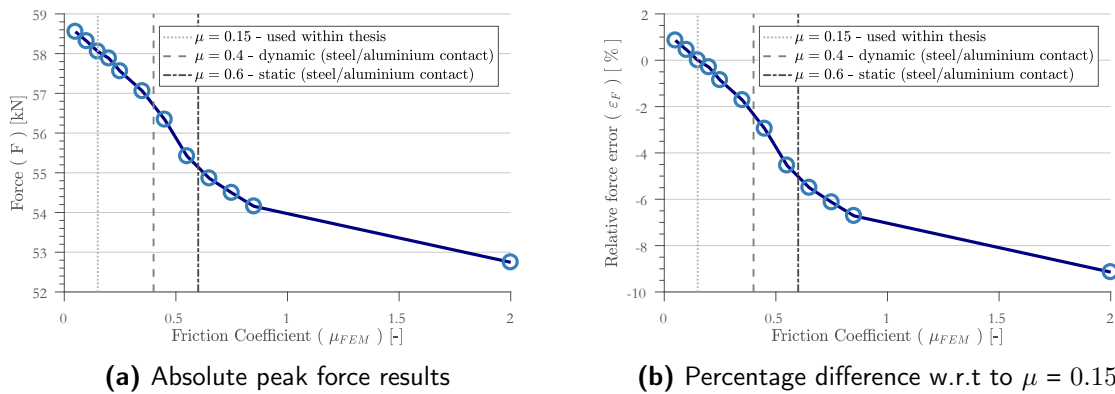 59
58
57
56
55
54
53
52
Force ( F ) [kN]
μ = 0.15 - used within thesis
μ = 0.4 - dynamic (steel/aluminium contact)
μ = 0.6 - static (steel/aluminium contact)
0 0.5 1 1.5 2
Friction Coefficient ( μ_FEM ) [-]
(a) Absolute peak force results
2
0
-2
-4
-6
-8
-10
Relative force error ( ε_F ) [ % ]
μ = 0.15 - used within thesis
μ = 0.4 - dynamic (steel/aluminium contact)
μ = 0.6 - static (steel/aluminium contact)
0 0.5 1 1.5 2
Friction Coefficient ( μ_FEM ) [-]
(b) Percentage difference w.r.t to μ = 0.15